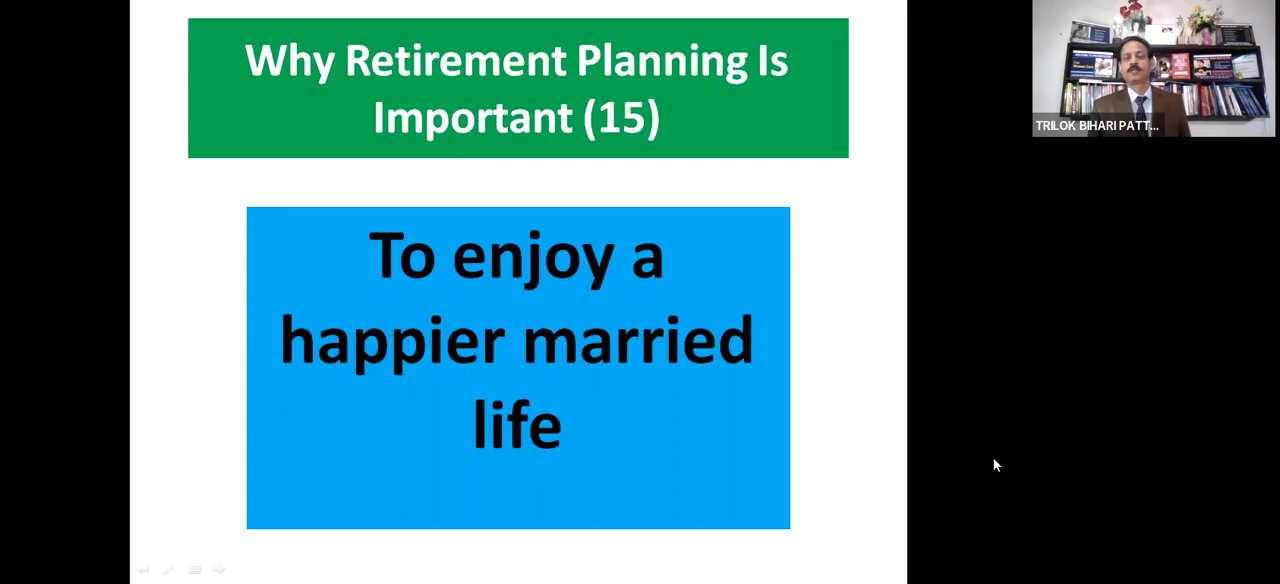 Why Retirement Planning Is
Important (15)
To enjoy a
happier married
life
TRILOK BIHARI PATT...